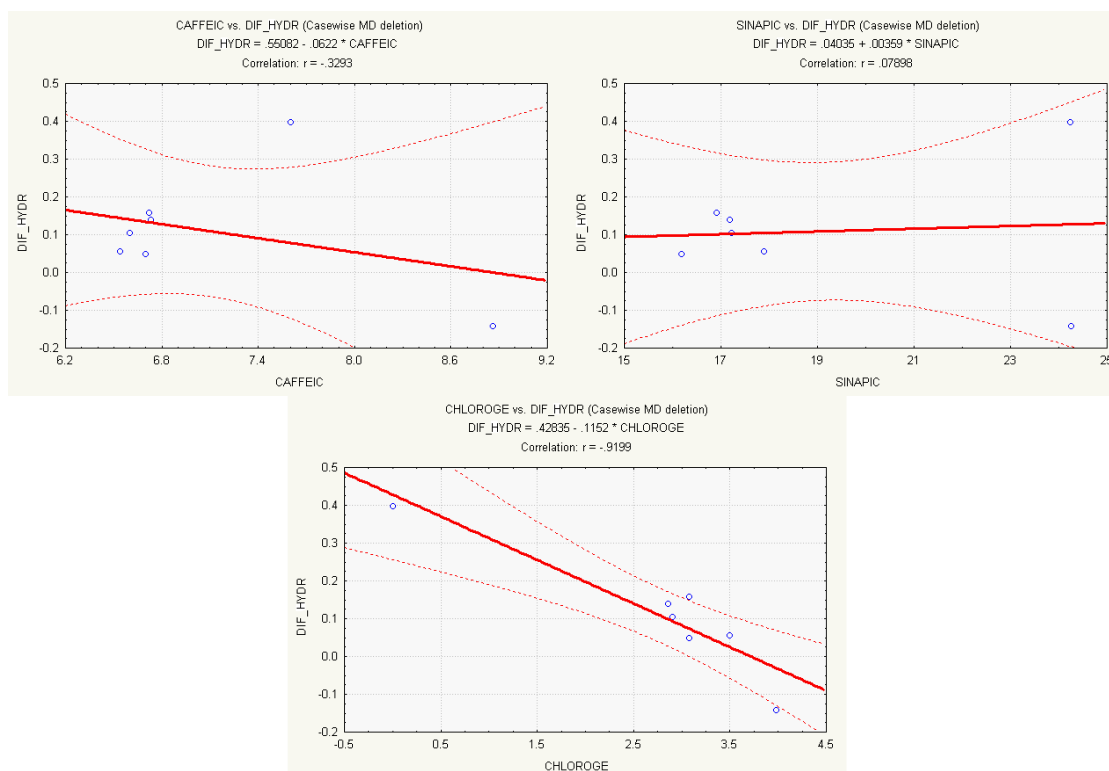 CAFFEIC vs. DIF_HYDR (Casewise MD deletion)
DIF_HYDR = .55082 - .0622 * CAFFEIC
Correlation: r = -.3293
0.5
0.4
0.3
0.2
0.1
0.0
-0.1
-0.2
DIF_HYDR
6.2 6.8 7.4 8.0 8.6 9.2
CAFFEIC
SINAPIC vs. DIF_HYDR (Casewise MD deletion)
DIF_HYDR = .04035 + .00359 * SINAPIC
Correlation: r = .07898
0.5
0.4
0.3
0.2
0.1
0.0
-0.1
-0.2
DIF_HYDR
15 17 19 21 23 25
SINAPIC
CHLOROGE vs. DIF_HYDR (Casewise MD deletion)
DIF_HYDR = .42835 - .1152 * CHLOROGE
Correlation: r = -.9199
0.5
0.4
0.3
0.2
0.1
0.0
-0.1
-0.2
DIF_HYDR
-0.5 0.5 1.5 2.5 3.5 4.5
CHLOROGE